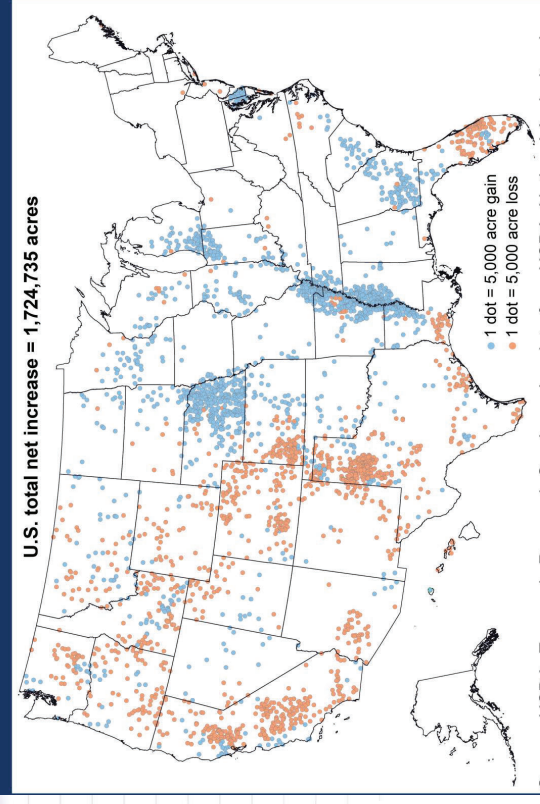 U.S. total net increase = 1,724,735 acres
1 dot = 5,000 acre gain
1 dot = 5,000 acre loss